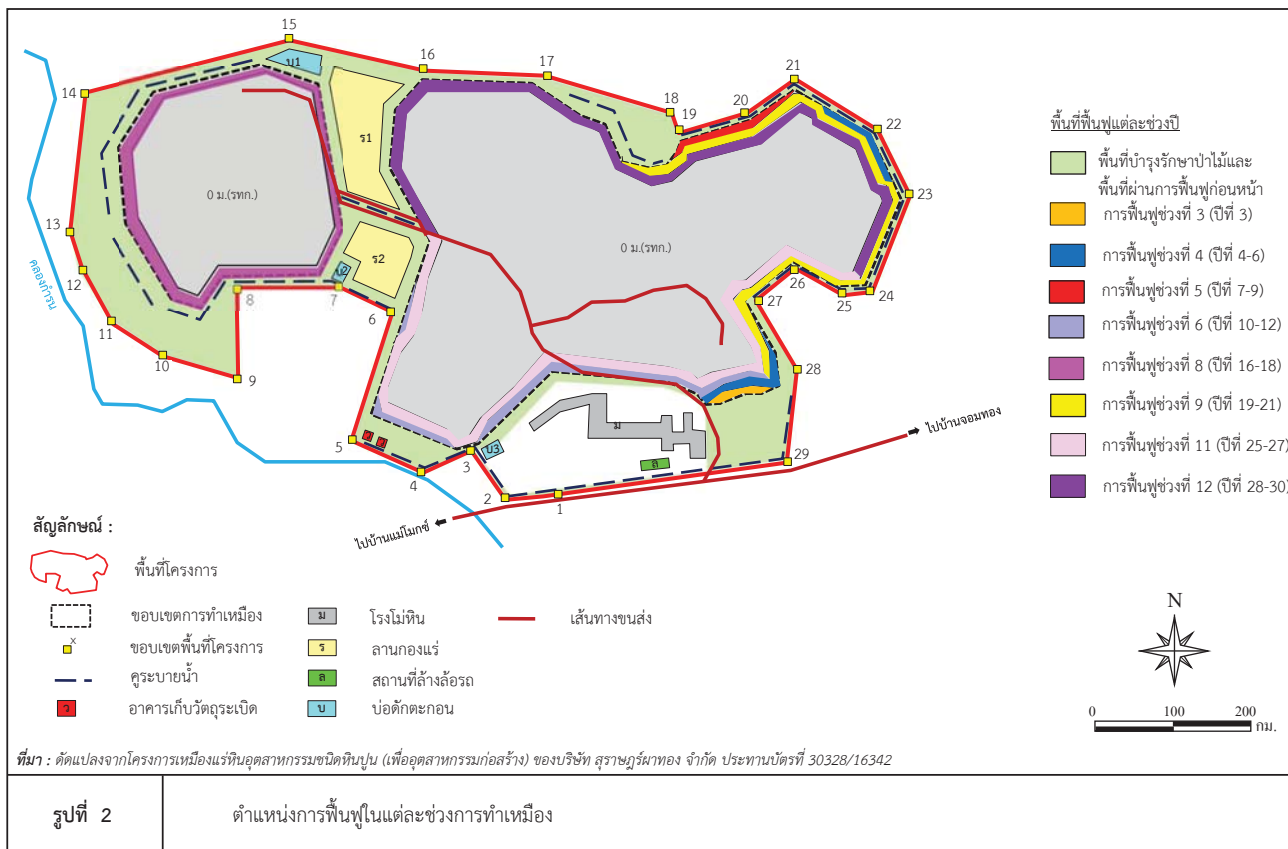 15
16
17
14
บ1
21
18
20
19
22
ร1
23
0 ม.(รทก.)
0 ม.(รทก.)
13
ร2
คลองกำรน
12
บ2
8
7
26
25
24
27
6
11
10
9
28
5
ว
ว
3
บ3
ม
ล
4
2
1
29
ไปบ้านจอมทอง
ไปบ้านแม่โมกข์
พื้นที่ฟื้นฟูแต่ละช่วงปี
พื้นที่บำรุงรักษาป่าไม้และ
พื้นที่ผ่านการฟื้นฟูก่อนหน้า
การฟื้นฟูช่วงที่ 3 (ปีที่ 3)
การฟื้นฟูช่วงที่ 4 (ปีที่ 4-6)
การฟื้นฟูช่วงที่ 5 (ปีที่ 7-9)
การฟื้นฟูช่วงที่ 6 (ปีที่ 10-12)
การฟื้นฟูช่วงที่ 8 (ปีที่ 16-18)
การฟื้นฟูช่วงที่ 9 (ปีที่ 19-21)
การฟื้นฟูช่วงที่ 11 (ปีที่ 25-27)
การฟื้นฟูช่วงที่ 12 (ปีที่ 28-30)
สัญลักษณ์ :
พื้นที่โครงการ
ขอบเขตการทำเหมือง
ม โรงโม่หิน
เส้นทางขนส่ง
x ขอบเขตพื้นที่โครงการ
ร ลานกองแร่
คูระบายน้ำ
ล สถานที่ล้างล้อรถ
ว อาคารเก็บวัตถุระเบิด
บ บ่อดักตะกอน
N
0 100 200
กม.
ที่มา : ดัดแปลงจากโครงการเหมืองแร่หินอุตสาหกรรมชนิดหินปูน (เพื่ออุตสาหกรรมก่อสร้าง) ของบริษัท สุราษฎร์ผาทอง จำกัด ประทานบัตรที่ 30328/16342
รูปที่ 2 ตำแหน่งการฟื้นฟูในแต่ละช่วงการทำเหมือง